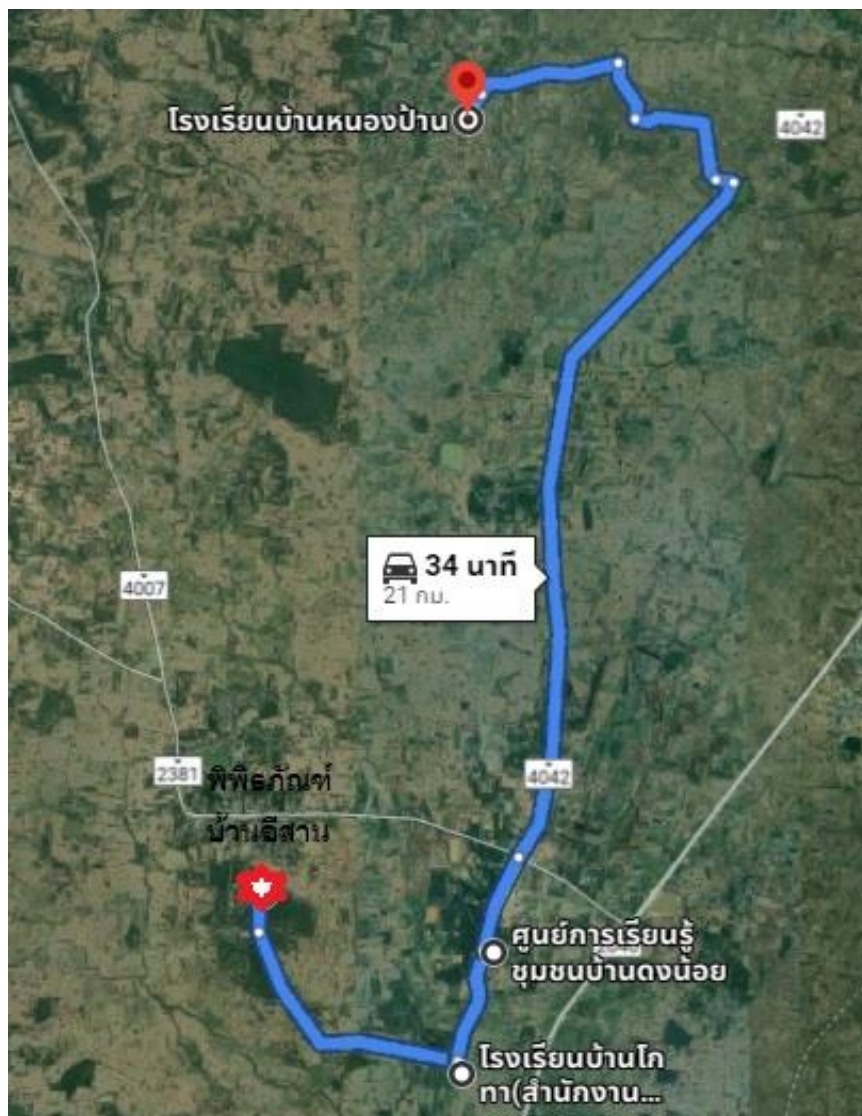 โรงเรียนบ้านหนองป้าน
4042
34 นาที
21 กม.
4007
2381
พิพิธภัณฑ์
บ้านอีสาน
4042
ศูนย์การเรียนรู้
ชุมชนบ้านดงน้อย
โรงเรียนบ้านโก
ทา(สำนักงาน...